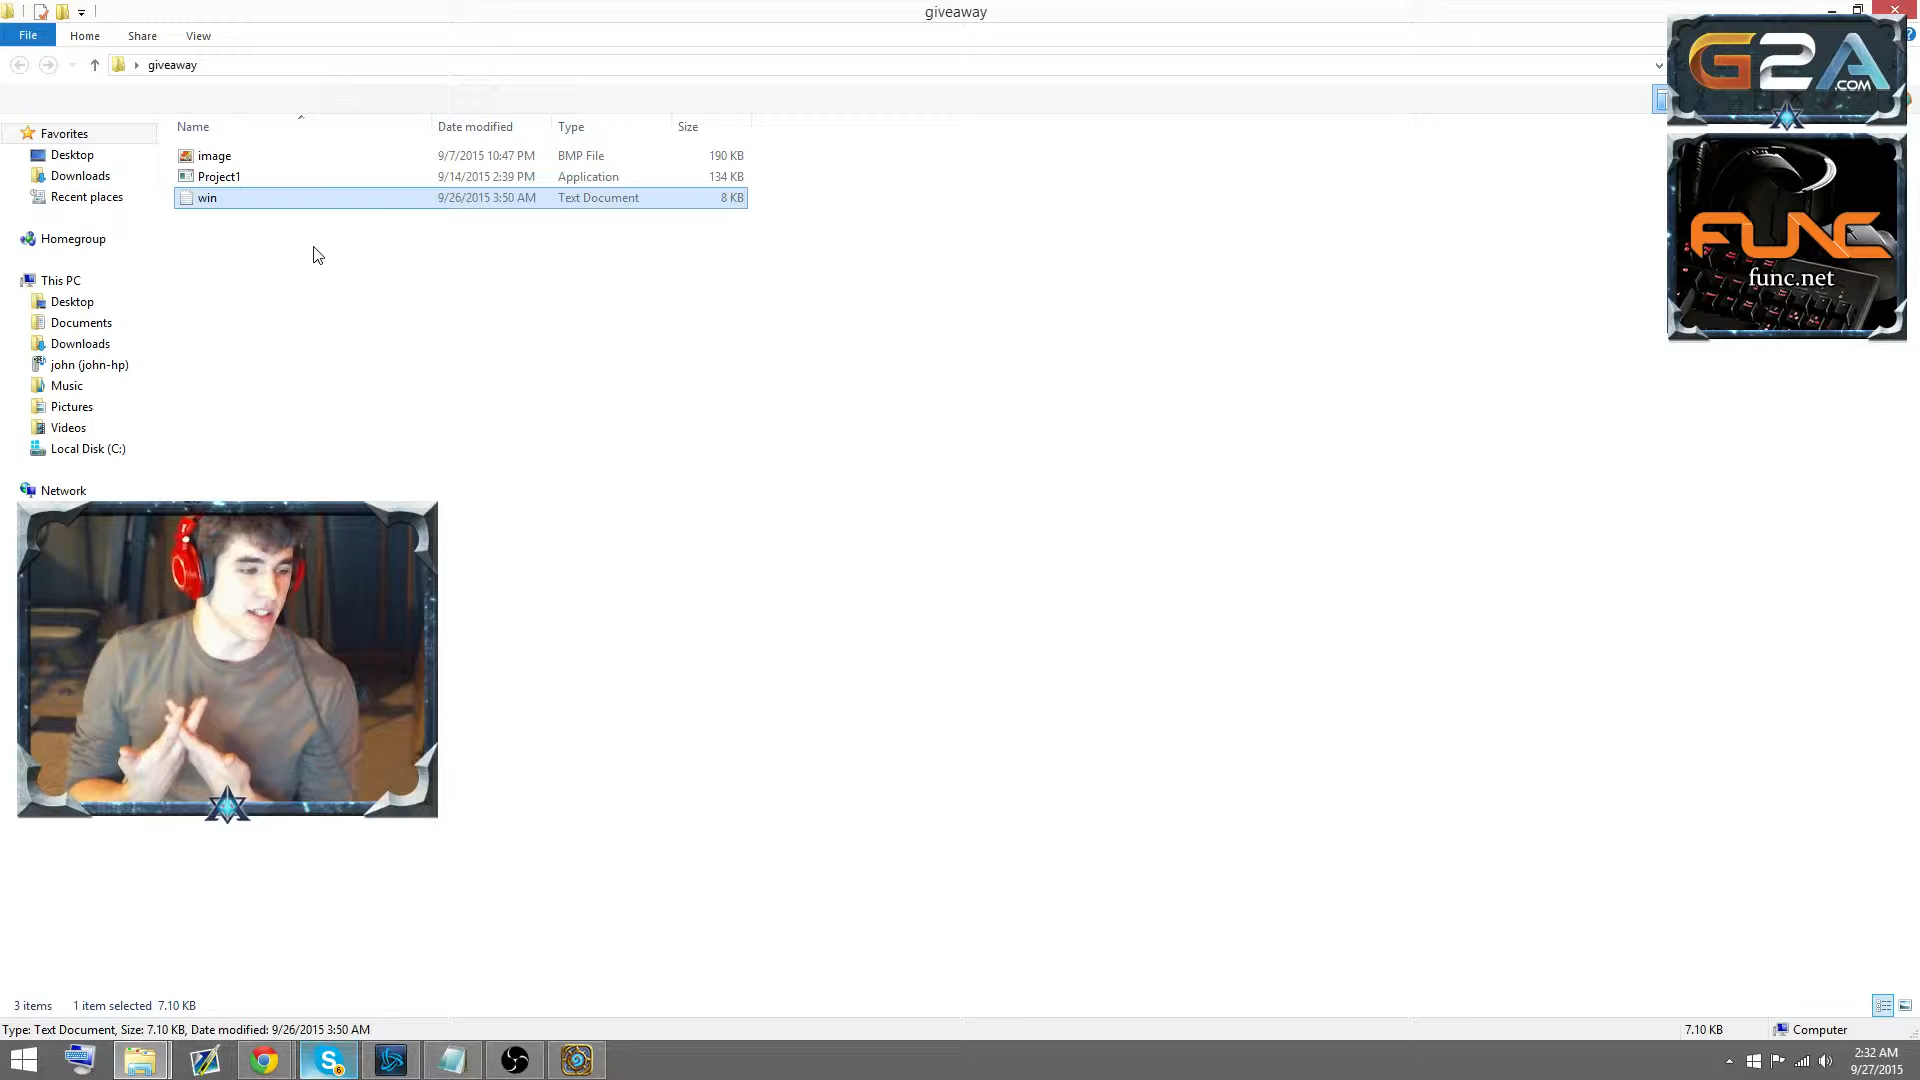 giveaway
File Home Share View
giveaway
Name Date modified Type Size
image 9/7/2015 10:47 PM BMP File 190 KB
Project1 9/14/2015 2:39 PM Application 134 KB
win 9/26/2015 3:50 AM Text Document 8 KB
Favorites
Desktop
Downloads
Recent places
Homegroup
This PC
Desktop
Documents
Downloads
john (john-hp)
Music
Pictures
Videos
Local Disk (C:)
Network
G2A
.COM
FUNC
func.net
3 items 1 item selected 7.10 KB
Type: Text Document, Size: 7.10 KB, Date modified: 9/26/2015 3:50 AM 7.10 KB Computer
S 6
2:32 AM
9/27/2015